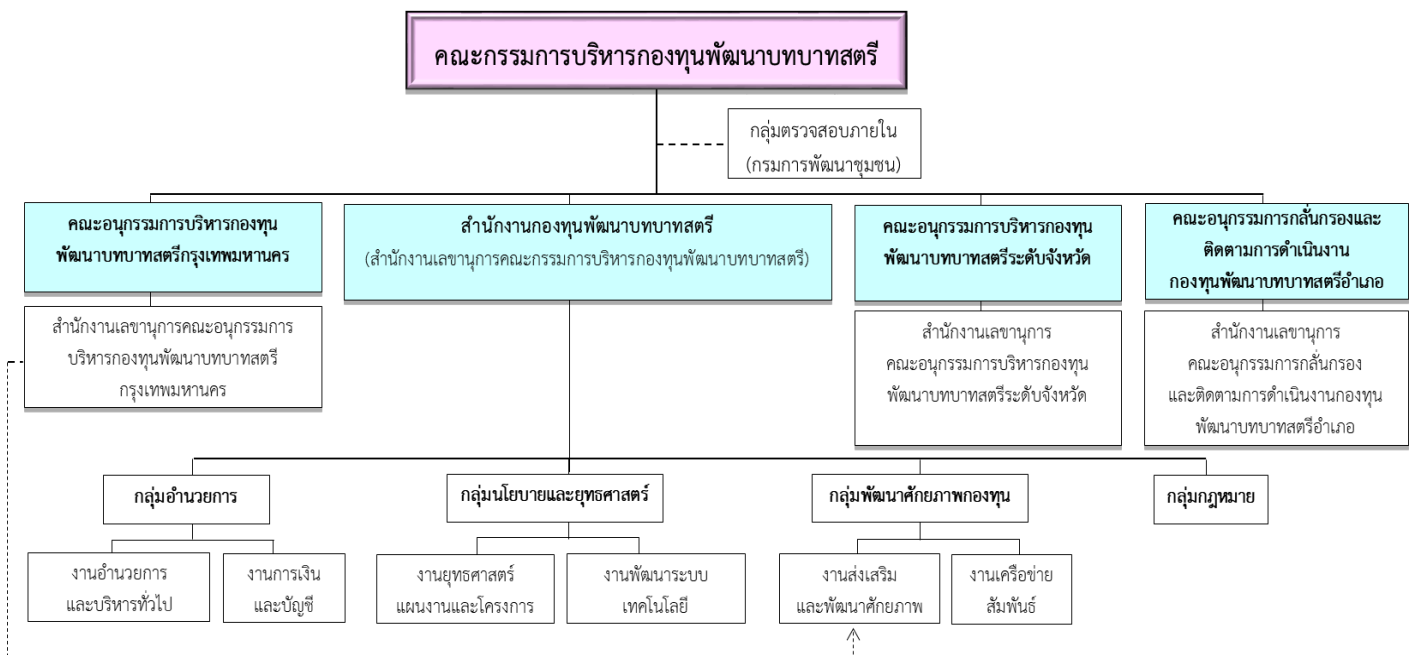 คณะกรรมการบริหารกองทุนพัฒนาบทบาทสตรี
กลุ่มตรวจสอบภายใน
(กรมการพัฒนาชุมชน)
คณะอนุกรรมการบริหารกองทุน
พัฒนาบทบาทสตรีกรุงเทพมหานคร
สำนักงานเลขานุการคณะอนุกรรมการ
บริหารกองทุนพัฒนาบทบาทสตรี
กรุงเทพมหานคร
สำนักงานกองทุนพัฒนาบทบาทสตรี
(สำนักงานเลขานุการคณะกรรมการบริหารกองทุนพัฒนาบทบาทสตรี)
คณะอนุกรรมการบริหารกองทุน
พัฒนาบทบาทสตรีระดับจังหวัด
สำนักงานเลขานุการ
คณะอนุกรรมการบริหารกองทุน
พัฒนาบทบาทสตรีระดับจังหวัด
คณะอนุกรรมการกลั่นกรองและ
ติดตามการดำเนินงาน
กองทุนพัฒนาบทบาทสตรีอำเภอ
สำนักงานเลขานุการ
คณะอนุกรรมการกลั่นกรอง
และติดตามการดำเนินงานกองทุน
พัฒนาบทบาทสตรีอำเภอ
กลุ่มอำนวยการ
งานอำนวยการ
และบริหารทั่วไป
งานการเงิน
และบัญชี
กลุ่มนโยบายและยุทธศาสตร์
งานยุทธศาสตร์
แผนงานและโครงการ
งานพัฒนาระบบ
เทคโนโลยี
กลุ่มพัฒนาศักยภาพกองทุน
งานส่งเสริม
และพัฒนาศักยภาพ
งานเครือข่าย
สัมพันธ์
กลุ่มกฎหมาย